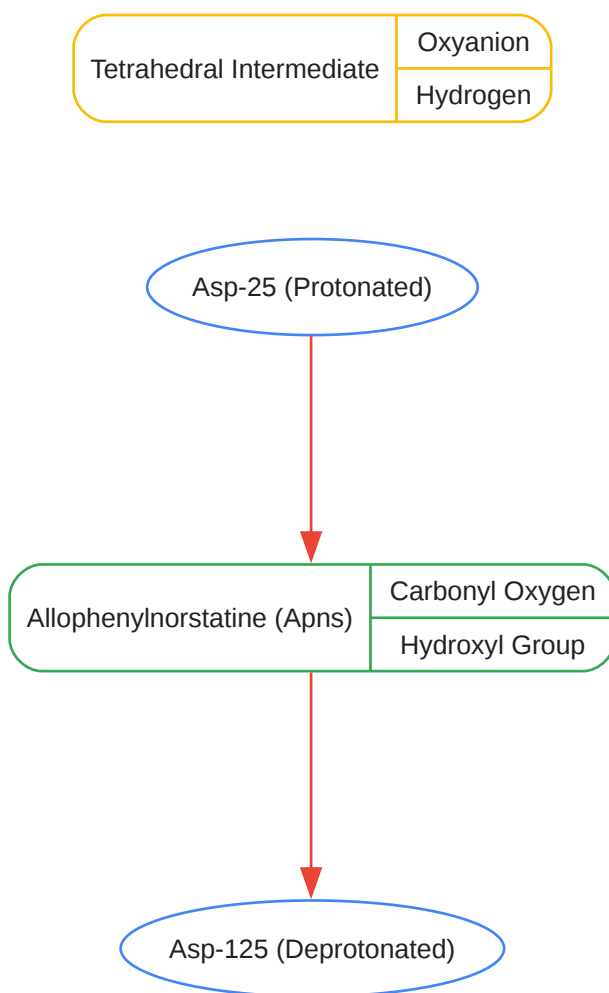 Tetrahedral Intermediate
Oxyanion
Hydrogen
Asp-25 (Protonated)
Allophenylnorstatine (Apns)
Carbonyl Oxygen
Hydroxyl Group
Asp-125 (Deprotonated)